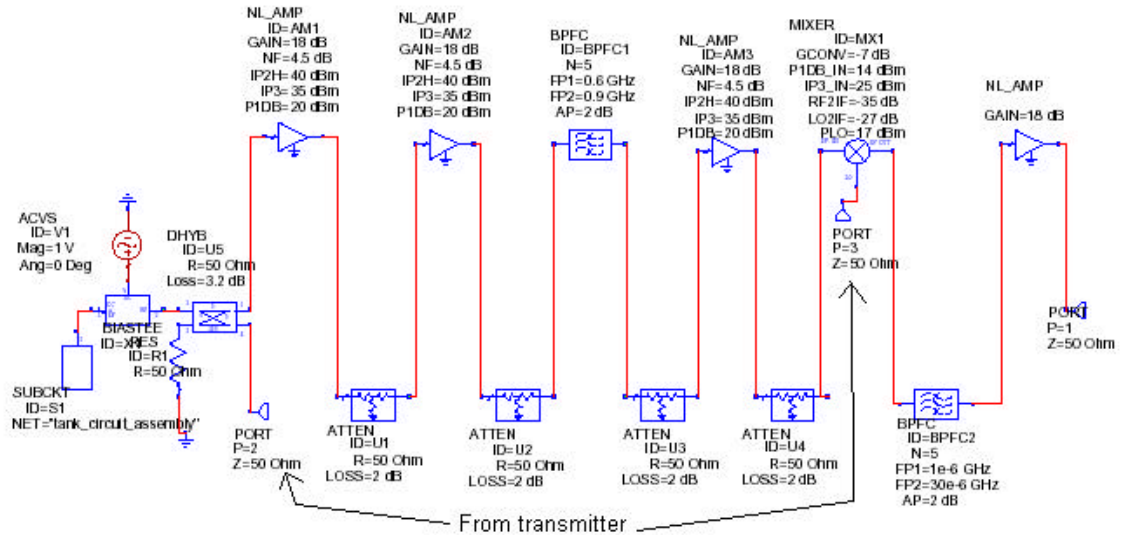 NL_AMP
ID=AM1
GAIN=18 dB
NF=4.5 dB
IP2H=40 dBm
IP3=35 dBm
P1DB=20 dBm
NL_AMP
ID=AM2
GAIN=18 dB
NF=4.5 dB
IP2H=40 dBm
IP3=35 dBm
P1DB=20 dBm
BPFC
ID=BPFC1
N=5
FP1=0.6 GHz
FP2=0.9 GHz
AP=2 dB
NL_AMP
ID=AM3
GAIN=18 dB
NF=4.5 dB
IP2H=40 dBm
IP3=35 dBm
P1DB=20 dBm
MIXER
ID=MX1
GCONV=-7 dB
P1DB_IN=14 dBm
IP3_IN=25 dBm
RF2IF=-35 dB
LO2IF=-27 dB
PLO=17 dBm
NL_AMP
GAIN=18 dB
ACVS
ID=V1
Mag=1 V
Ang=0 Deg
DHYB
ID=U5
R=50 Ohm
Loss=3.2 dB
BIASTEE
RES
ID=R1
R=50 Ohm
SUBCKT
ID=S1
NET="tank_circuit_assembly"
PORT
P=2
Z=50 Ohm
ATTEN
ID=U1
R=50 Ohm
LOSS=2 dB
ATTEN
ID=U2
R=50 Ohm
LOSS=2 dB
ATTEN
ID=U3
R=50 Ohm
LOSS=2 dB
ATTEN
ID=U4
R=50 Ohm
LOSS=2 dB
PORT
P=3
Z=50 Ohm
BPFC
ID=BPFC2
N=5
FP1=1e-6 GHz
FP2=30e-6 GHz
AP=2 dB
PORT
P=1
Z=50 Ohm
From transmitter